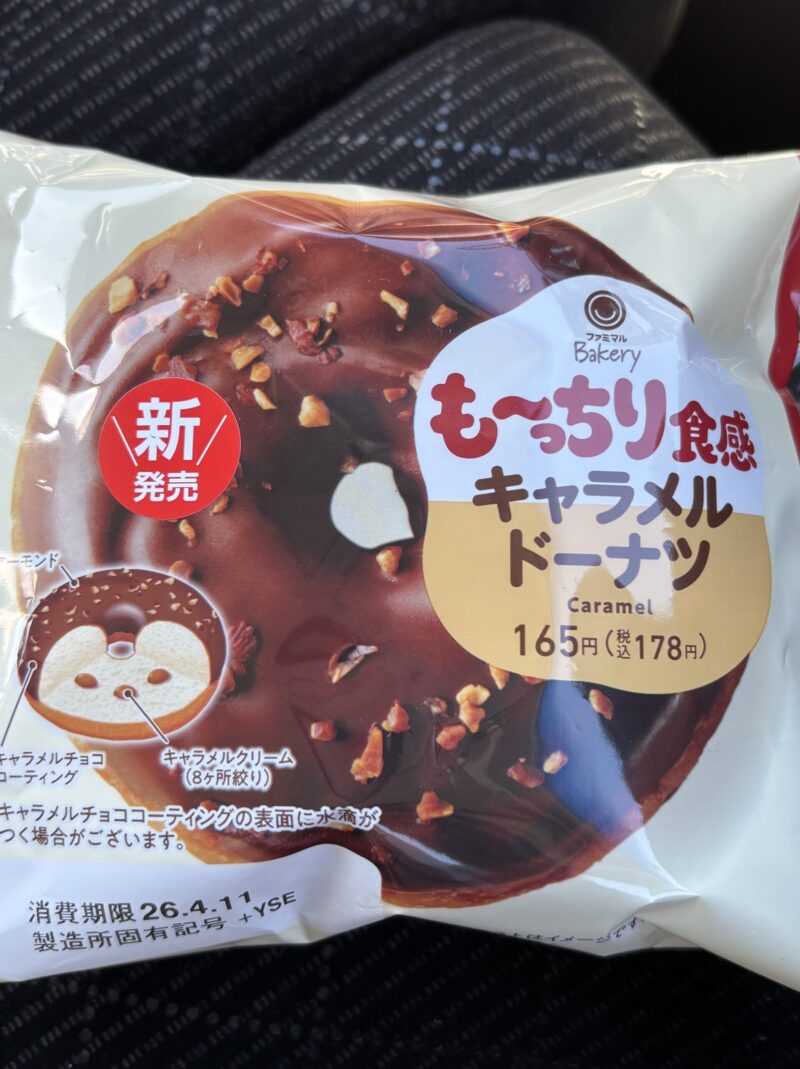 ファミマル
Bakery
も〜っちり食感
キャラメル
ドーナツ
Caramel
165円(税込178円)
新
発売
ーモンド
キャラメルチョコ
コーティング
キャラメルクリーム
(8ヶ所絞り)
キャラメルチョココーティングの表面に水滴が
つく場合がございます。
消費期限 26.4.11
製造所固有記号 +YSE